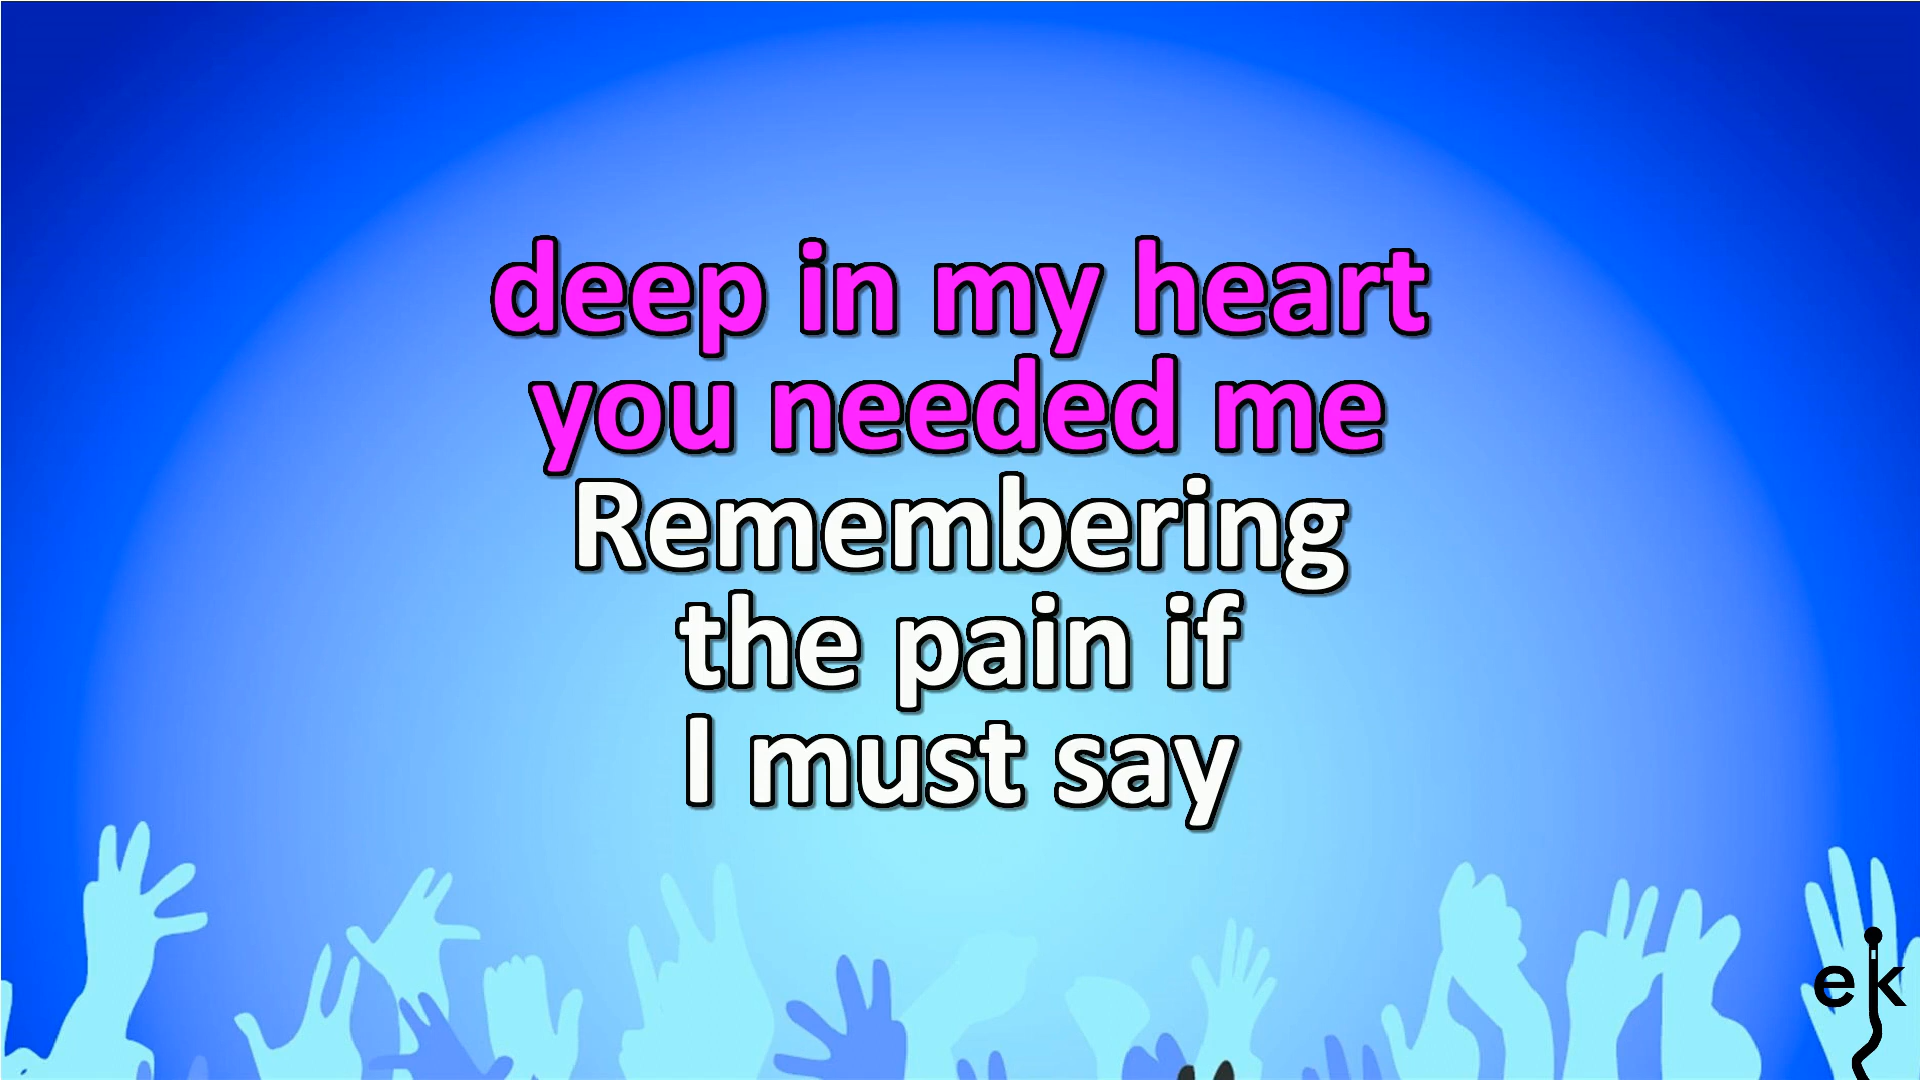 deep in my heart
you needed me
Remembering
the pain if
I must say
ek